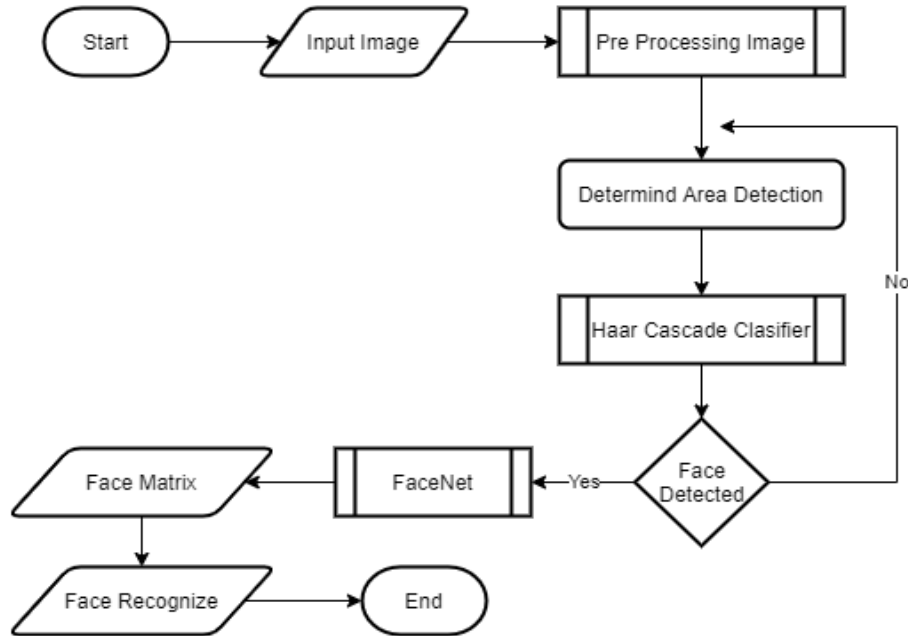 Start
Input Image
Pre Processing Image
Determind Area Detection
No
Haar Cascade Clasifier
Face
Detected
Yes
FaceNet
Face Matrix
Face Recognize
End